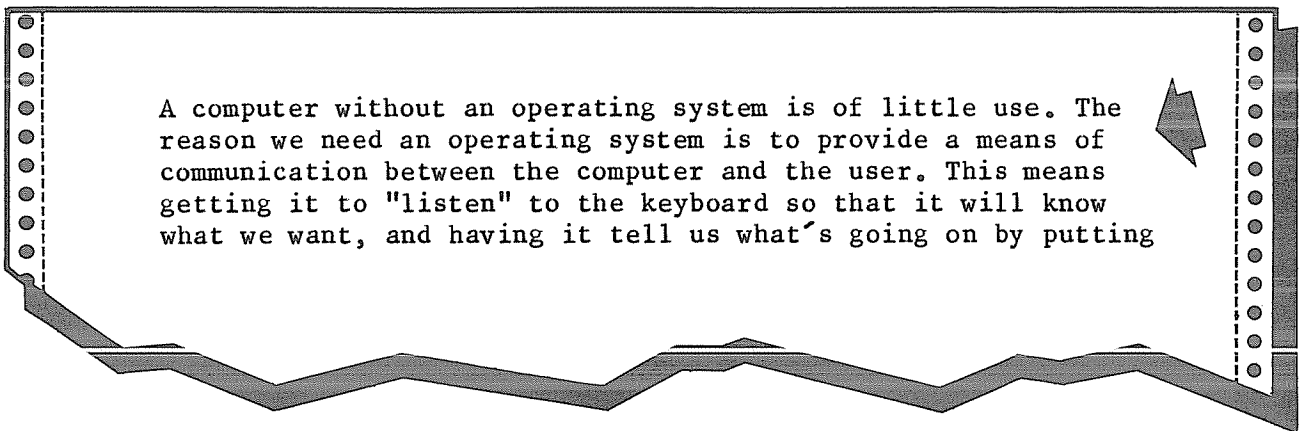 A computer without an operating system is of little use. The
reason we need an operating system is to provide a means of
communication between the computer and the user. This means
getting it to "listen" to the keyboard so that it will know
what we want, and having it tell us what's going on by putting